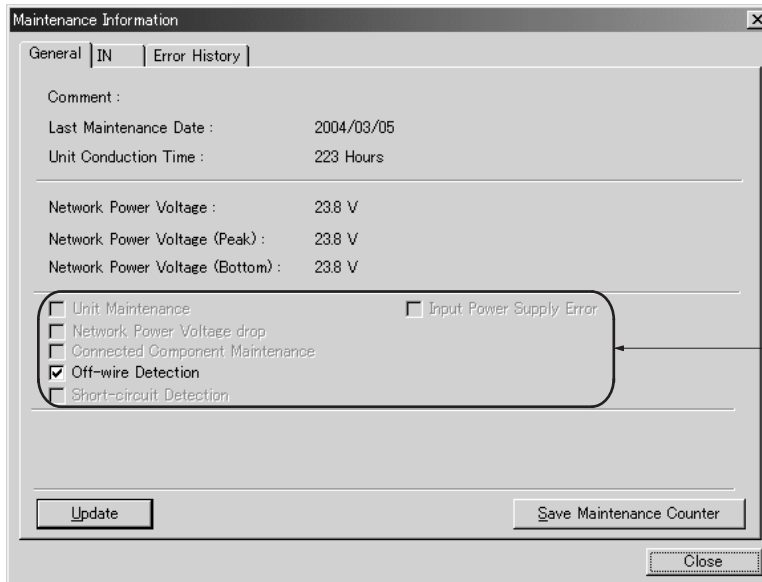 Maintenance Information
General IN Error History
Comment :
Last Maintenance Date : 2004/03/05
Unit Conduction Time : 223 Hours
Network Power Voltage : 23.8 V
Network Power Voltage (Peak) : 23.8 V
Network Power Voltage (Bottom) : 23.8 V
Unit Maintenance Input Power Supply Error
Network Power Voltage drop
Connected Component Maintenance
Off-wire Detection
Short-circuit Detection
Update Save Maintenance Counter
Close